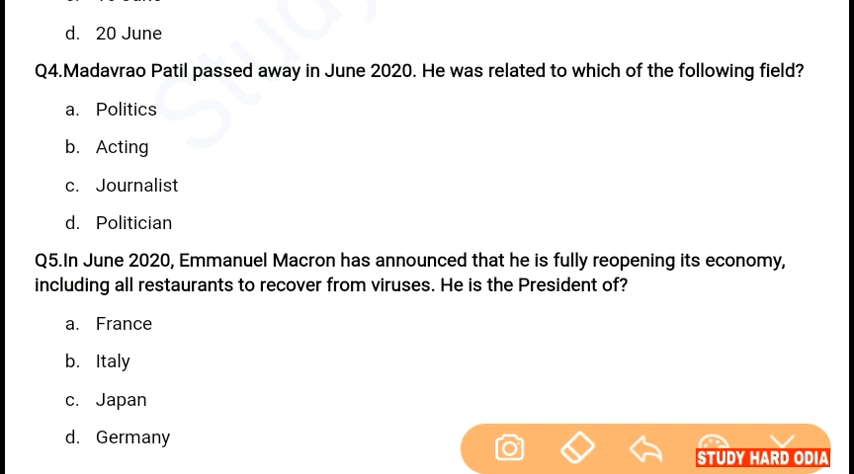 d. 20 June
Q4.Madavrao Patil passed away in June 2020. He was related to which of the following field?
a. Politics
b. Acting
c. Journalist
d. Politician
Q5.In June 2020, Emmanuel Macron has announced that he is fully reopening its economy,
including all restaurants to recover from viruses. He is the President of?
a. France
b. Italy
c. Japan
d. Germany
STUDY HARD ODIA